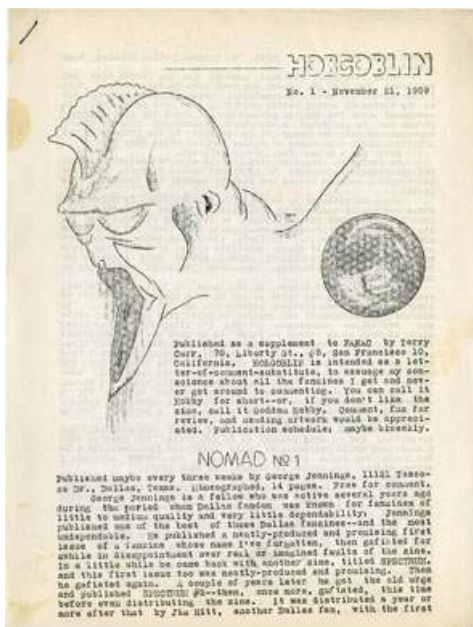 HOBGOBLIN
No. 1 - November 21, 1959
Published as a supplement to FANAC by Terry
Carr, 70, Liberty St., #5, San Francisco 10,
California. HOBGOBLIN is intended as a let-
ter-of-comment-substitute, to assuage my con-
science about all the fanzines I get and nev-
er get around to commenting. You can call it
Hobby for short--or, if you don't like the
zine, call it Goddam Hobby. Comment, fmz for
review, and mending artwork would be appreci-
ated. Publication schedule: maybe biweekly.
NOMAD No 1
Published maybe every three weeks by George Jennings, 11121
Dr., Dallas, Texas. 14 pages. Free for comment.
George Jennings is a fellow who was active several years ago
during the period when Dallas fandom was known for fanzines of
little to medium quality and very little dependability. Jennings
published one of the best of these Dallas fanzines--and the most
undependable. He published a neatly-produced and promising first
issue of a fanzine whose name I've forgotten, then gafiated for
awhile in disappointment over real or imagined faults of the zine.
In a little while he came back with another zine, titled SPECTRUM,
and this first issue too was neatly-produced and promising. Then
he gafiated again. A couple of years later he got the old urge
and published SPECTRUM #2--then, once more, gafiated, this time
before even distributing the zine. It was distributed a year or
more after that by Jim Hitt, another Dallas fan, with the first